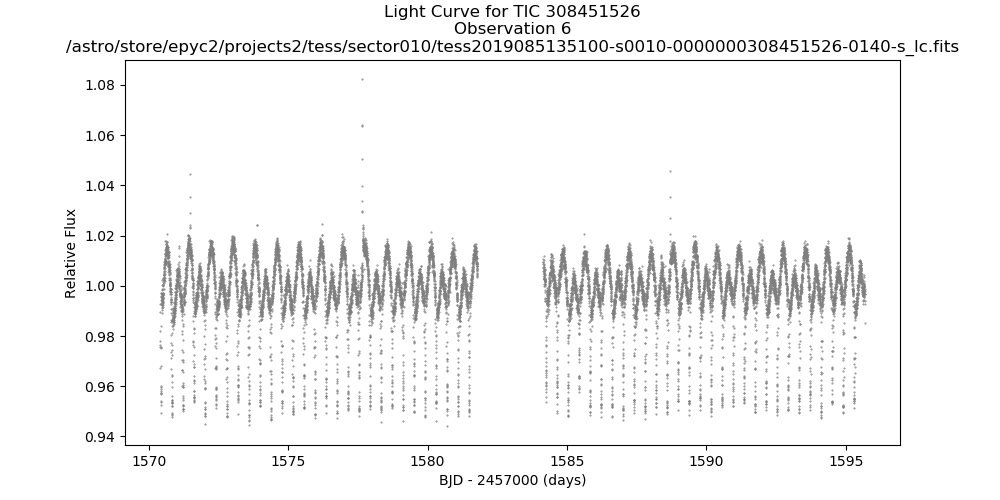 Light Curve for TIC 308451526
Observation 6
/astro/store/epyc2/projects2/tess/sector010/tess2019085135100-s0010-0000000308451526-0140-s_lc.fits
1.08
1.06
1.04
1.02
1.00
0.98
0.96
0.94
Relative Flux
1570
1575
1580
1585
1590
1595
BJD - 2457000 (days)